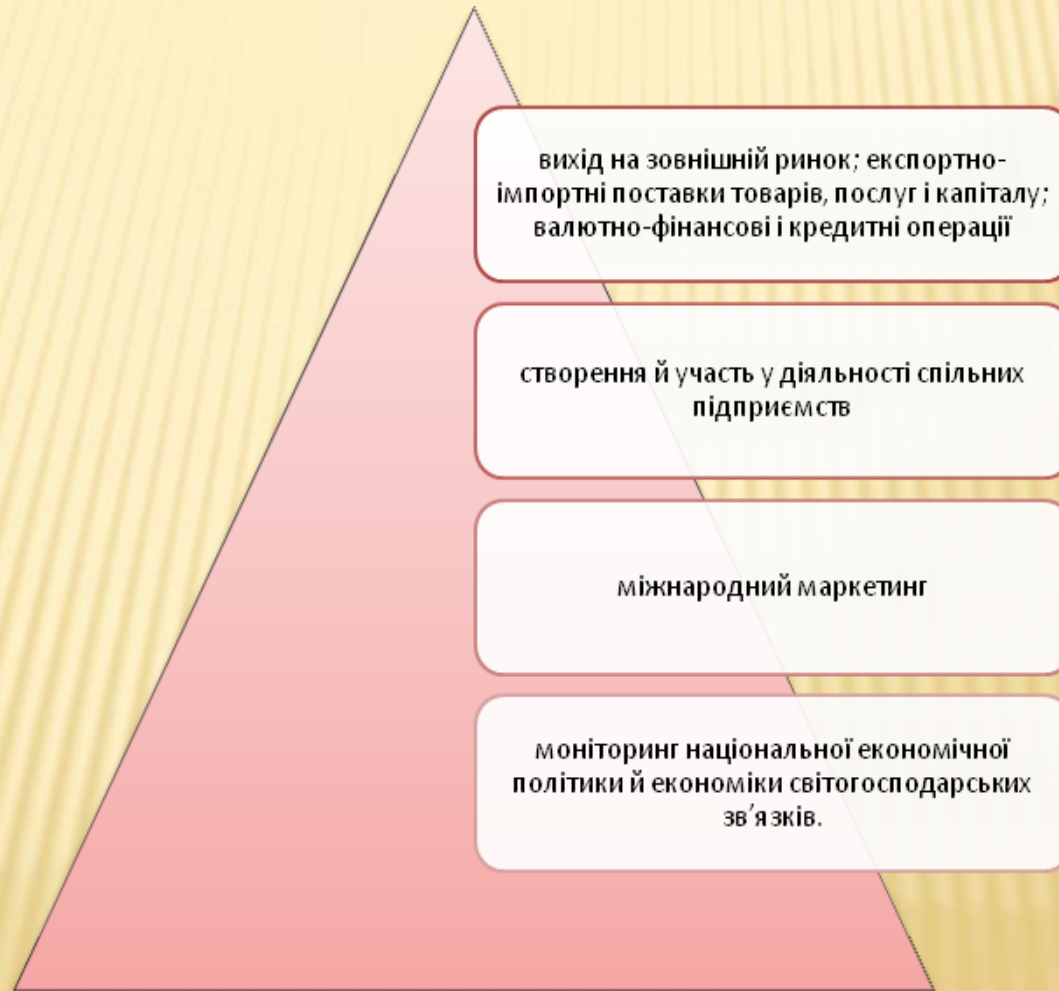 вихід на зовнішній ринок; експортно-
імпортні поставки товарів, послуг і капіталу;
валютно-фінансові і кредитні операції
створення й участь у діяльності спільних
підприємств
міжнародний маркетинг
моніторинг національної економічної
політики й економіки світогосподарських
зв’язків.